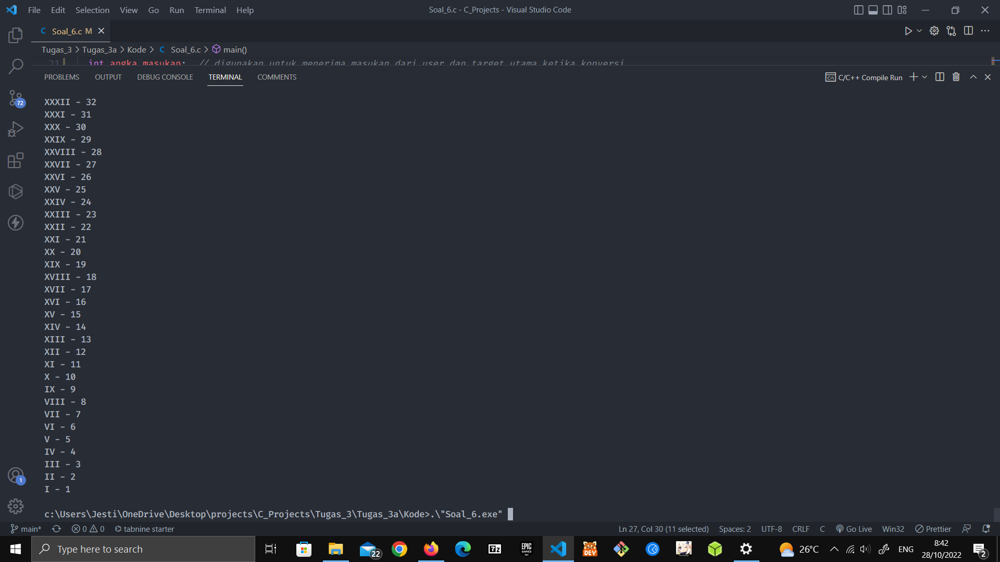 File Edit Selection View Go Run Terminal Help Soal_6.c - C_Projects - Visual Studio Code
C Soal_6.c M
Tugas_3 > Tugas_3a > Kode > C Soal_6.c > main()
21 int angka_masukan; // digunakan untuk menerima masukan dari user dan target utama ketika konversi
PROBLEMS OUTPUT DEBUG CONSOLE TERMINAL COMMENTS C/C++ Compile Run
XXXII - 32
XXXI - 31
XXX - 30
XXIX - 29
XXVIII - 28
XXVII - 27
XXVI - 26
XXV - 25
XXIV - 24
XXIII - 23
XXII - 22
XXI - 21
XX - 20
XIX - 19
XVIII - 18
XVII - 17
XVI - 16
XV - 15
XIV - 14
XIII - 13
XII - 12
XI - 11
X - 10
IX - 9
VIII - 8
VII - 7
VI - 6
V - 5
IV - 4
III - 3
II - 2
I - 1
c:\Users\Jesti\OneDrive\Desktop\projects\C_Projects\Tugas_3\Tugas_3a\Kode>.\"Soal_6.exe"
72
1
main* 0 0 tabnine starter Ln 27, Col 30 (11 selected) Spaces: 2 UTF-8 CRLF C Go Live Win32 Prettier
Type here to search 22 7z EPIC GAMES DEV 26°C ENG 8:42
28/10/2022 2